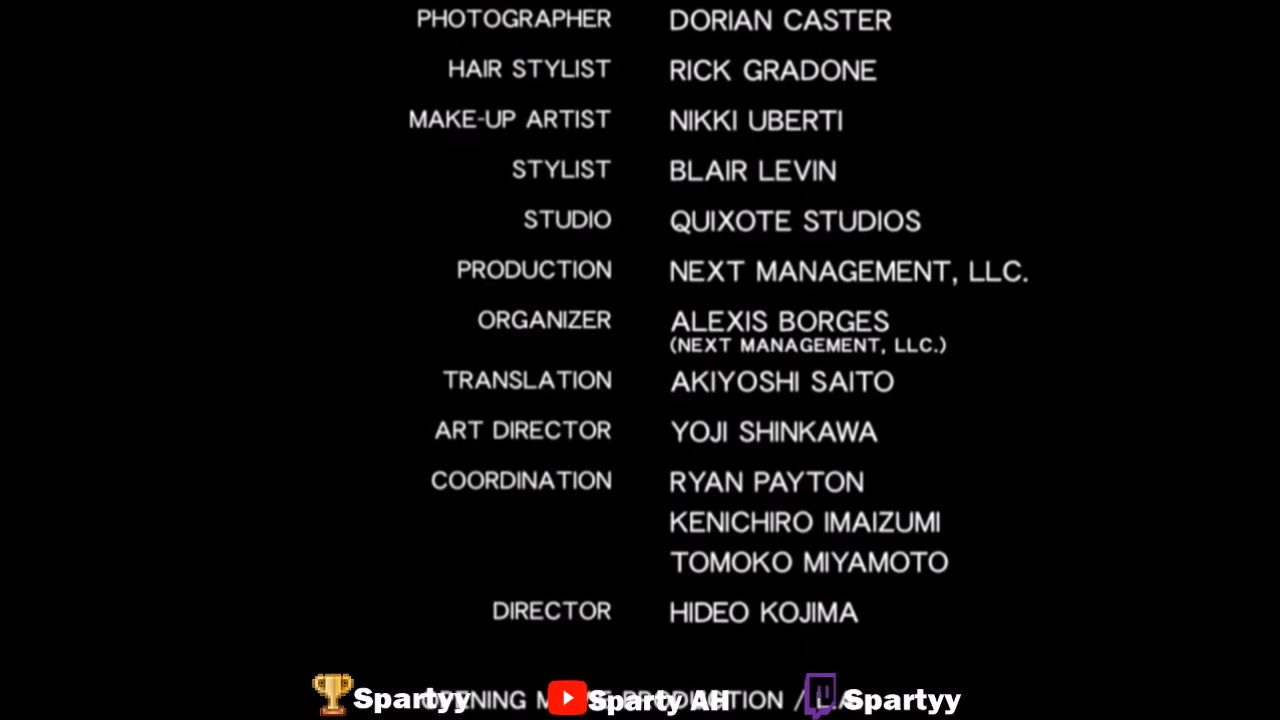 PHOTOGRAPHER DORIAN CASTER
HAIR STYLIST RICK GRADONE
MAKE-UP ARTIST NIKKI UBERTI
STYLIST BLAIR LEVIN
STUDIO QUIXOTE STUDIOS
PRODUCTION NEXT MANAGEMENT, LLC.
ORGANIZER ALEXIS BORGES
(NEXT MANAGEMENT, LLC.)
TRANSLATION AKIYOSHI SAITO
ART DIRECTOR YOJI SHINKAWA
COORDINATION RYAN PAYTON
KENICHIRO IMAIZUMI
TOMOKO MIYAMOTO
DIRECTOR HIDEO KOJIMA
Spartyy Sparty AH Spartyy
OPENING PRODUCTION /